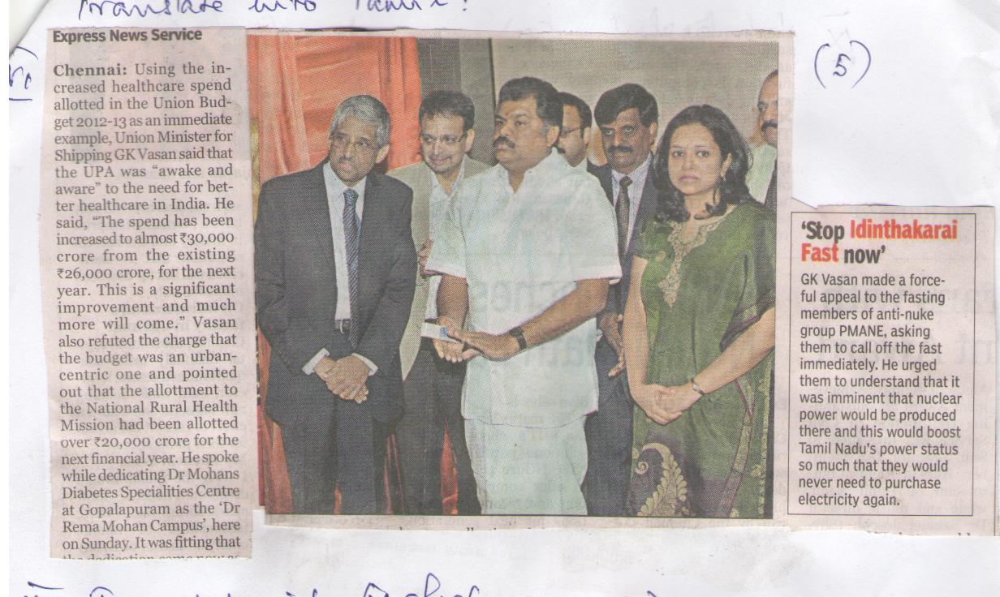 Translate into Tamil:
Express News Service
(5)
Chennai: Using the in-
creased healthcare spend
allotted in the Union Bud-
get 2012-13 as an immediate
example, Union Minister for
Shipping GK Vasan said that
the UPA was “awake and
aware” to the need for bet-
ter healthcare in India. He
said, “The spend has been
increased to almost ₹30,000
crore from the existing
₹26,000 crore, for the next
year. This is a significant
improvement and much
more will come.” Vasan
also refuted the charge that
the budget was an urban-
centric one and pointed
out that the allottment to
the National Rural Health
Mission had been allotted
over ₹20,000 crore for the
next financial year. He spoke
while dedicating Dr Mohans
Diabetes Specialities Centre
at Gopalapuram as the ‘Dr
Rema Mohan Campus’, here
on Sunday. It was fitting that
‘Stop Idinthakarai
Fast now’
GK Vasan made a force-
ful appeal to the fasting
members of anti-nuke
group PMANE, asking
them to call off the fast
immediately. He urged
them to understand that it
was imminent that nuclear
power would be produced
there and this would boost
Tamil Nadu’s power status
so much that they would
never need to purchase
electricity again.